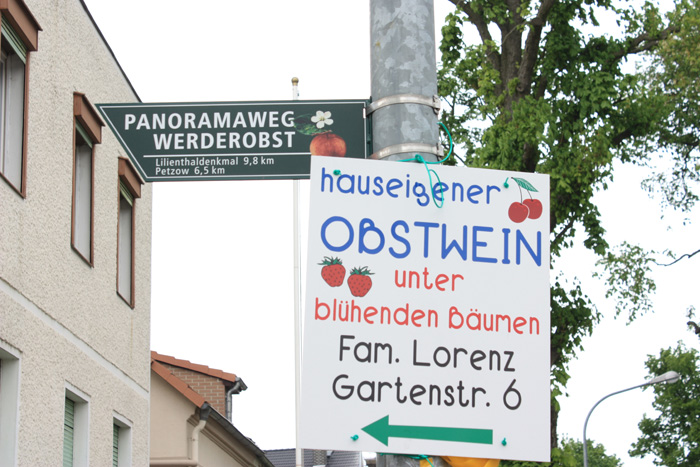 PANORAMAWEG
WERDEROBST
Lilienthaldenkmal 9,8 km
Petzow 6,5 km
hauseigener
OBSTWEIN
unter
blühenden Bäumen
Fam. Lorenz
Gartenstr. 6